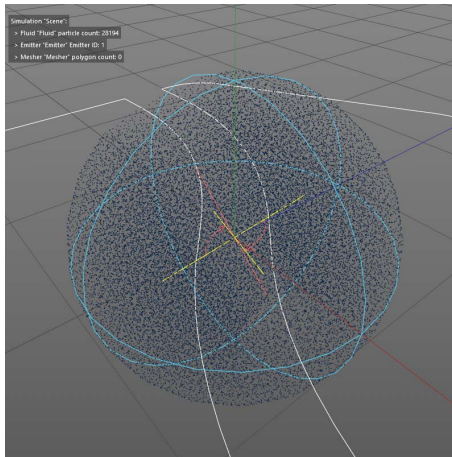 Simulation "Scene":
> Fluid "Fluid" particle count: 28194
> Emitter "Emitter" Emitter ID: 1
> Mesher "Mesher" polygon count: 0